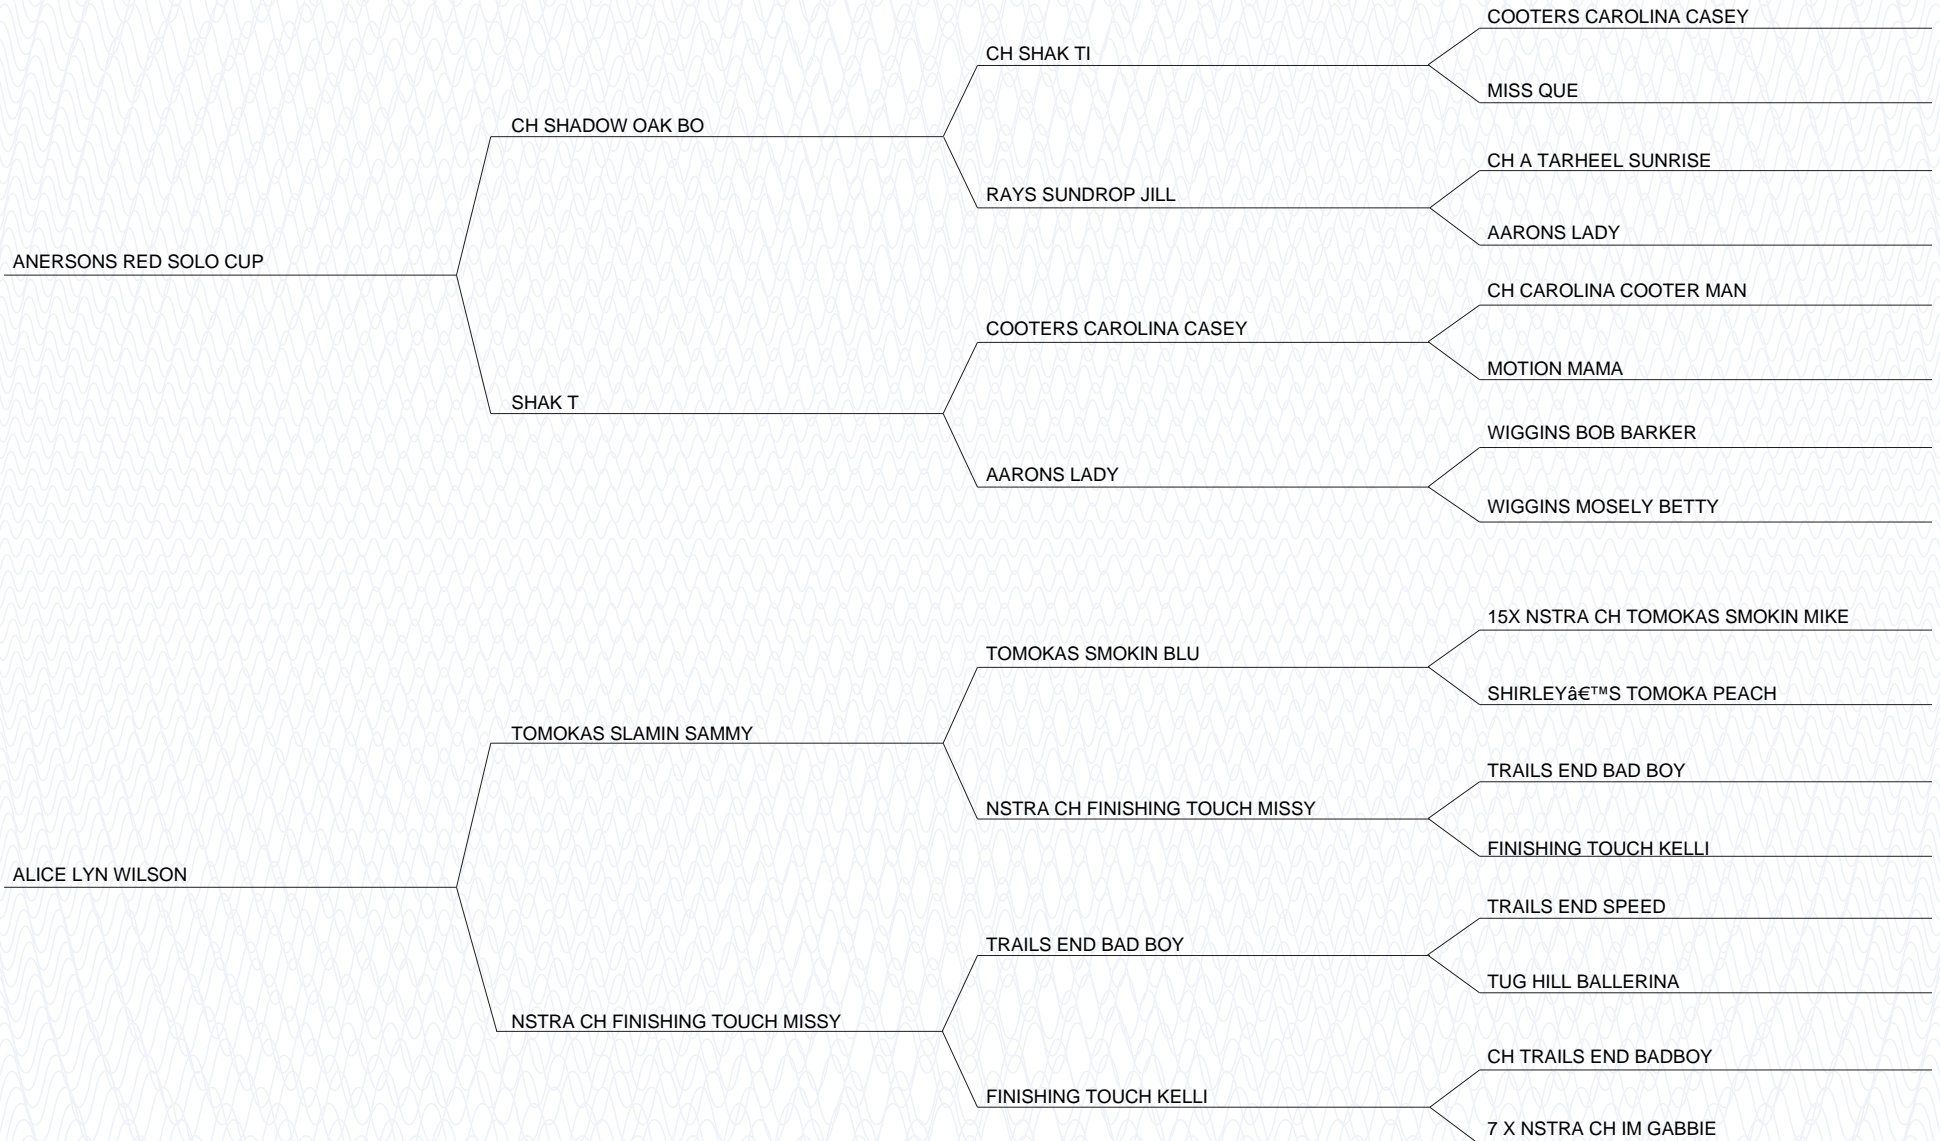 COOTERS CAROLINA CASEY
CH SHAK TI
MISS QUE
CH SHADOW OAK BO
CH A TARHEEL SUNRISE
RAYS SUNDROP JILL
AARONS LADY
ANERSONS RED SOLO CUP
CH CAROLINA COOTER MAN
COOTERS CAROLINA CASEY
MOTION MAMA
SHAK T
WIGGINS BOB BARKER
AARONS LADY
WIGGINS MOSELY BETTY
15X NSTRA CH TOMOKAS SMOKIN MIKE
TOMOKAS SMOKIN BLU
SHIRLEYâ€™S TOMOKA PEACH
TOMOKAS SLAMIN SAMMY
TRAILS END BAD BOY
NSTRA CH FINISHING TOUCH MISSY
FINISHING TOUCH KELLI
ALICE LYN WILSON
TRAILS END SPEED
TRAILS END BAD BOY
TUG HILL BALLERINA
NSTRA CH FINISHING TOUCH MISSY
CH TRAILS END BADBOY
FINISHING TOUCH KELLI
7 X NSTRA CH IM GABBIE